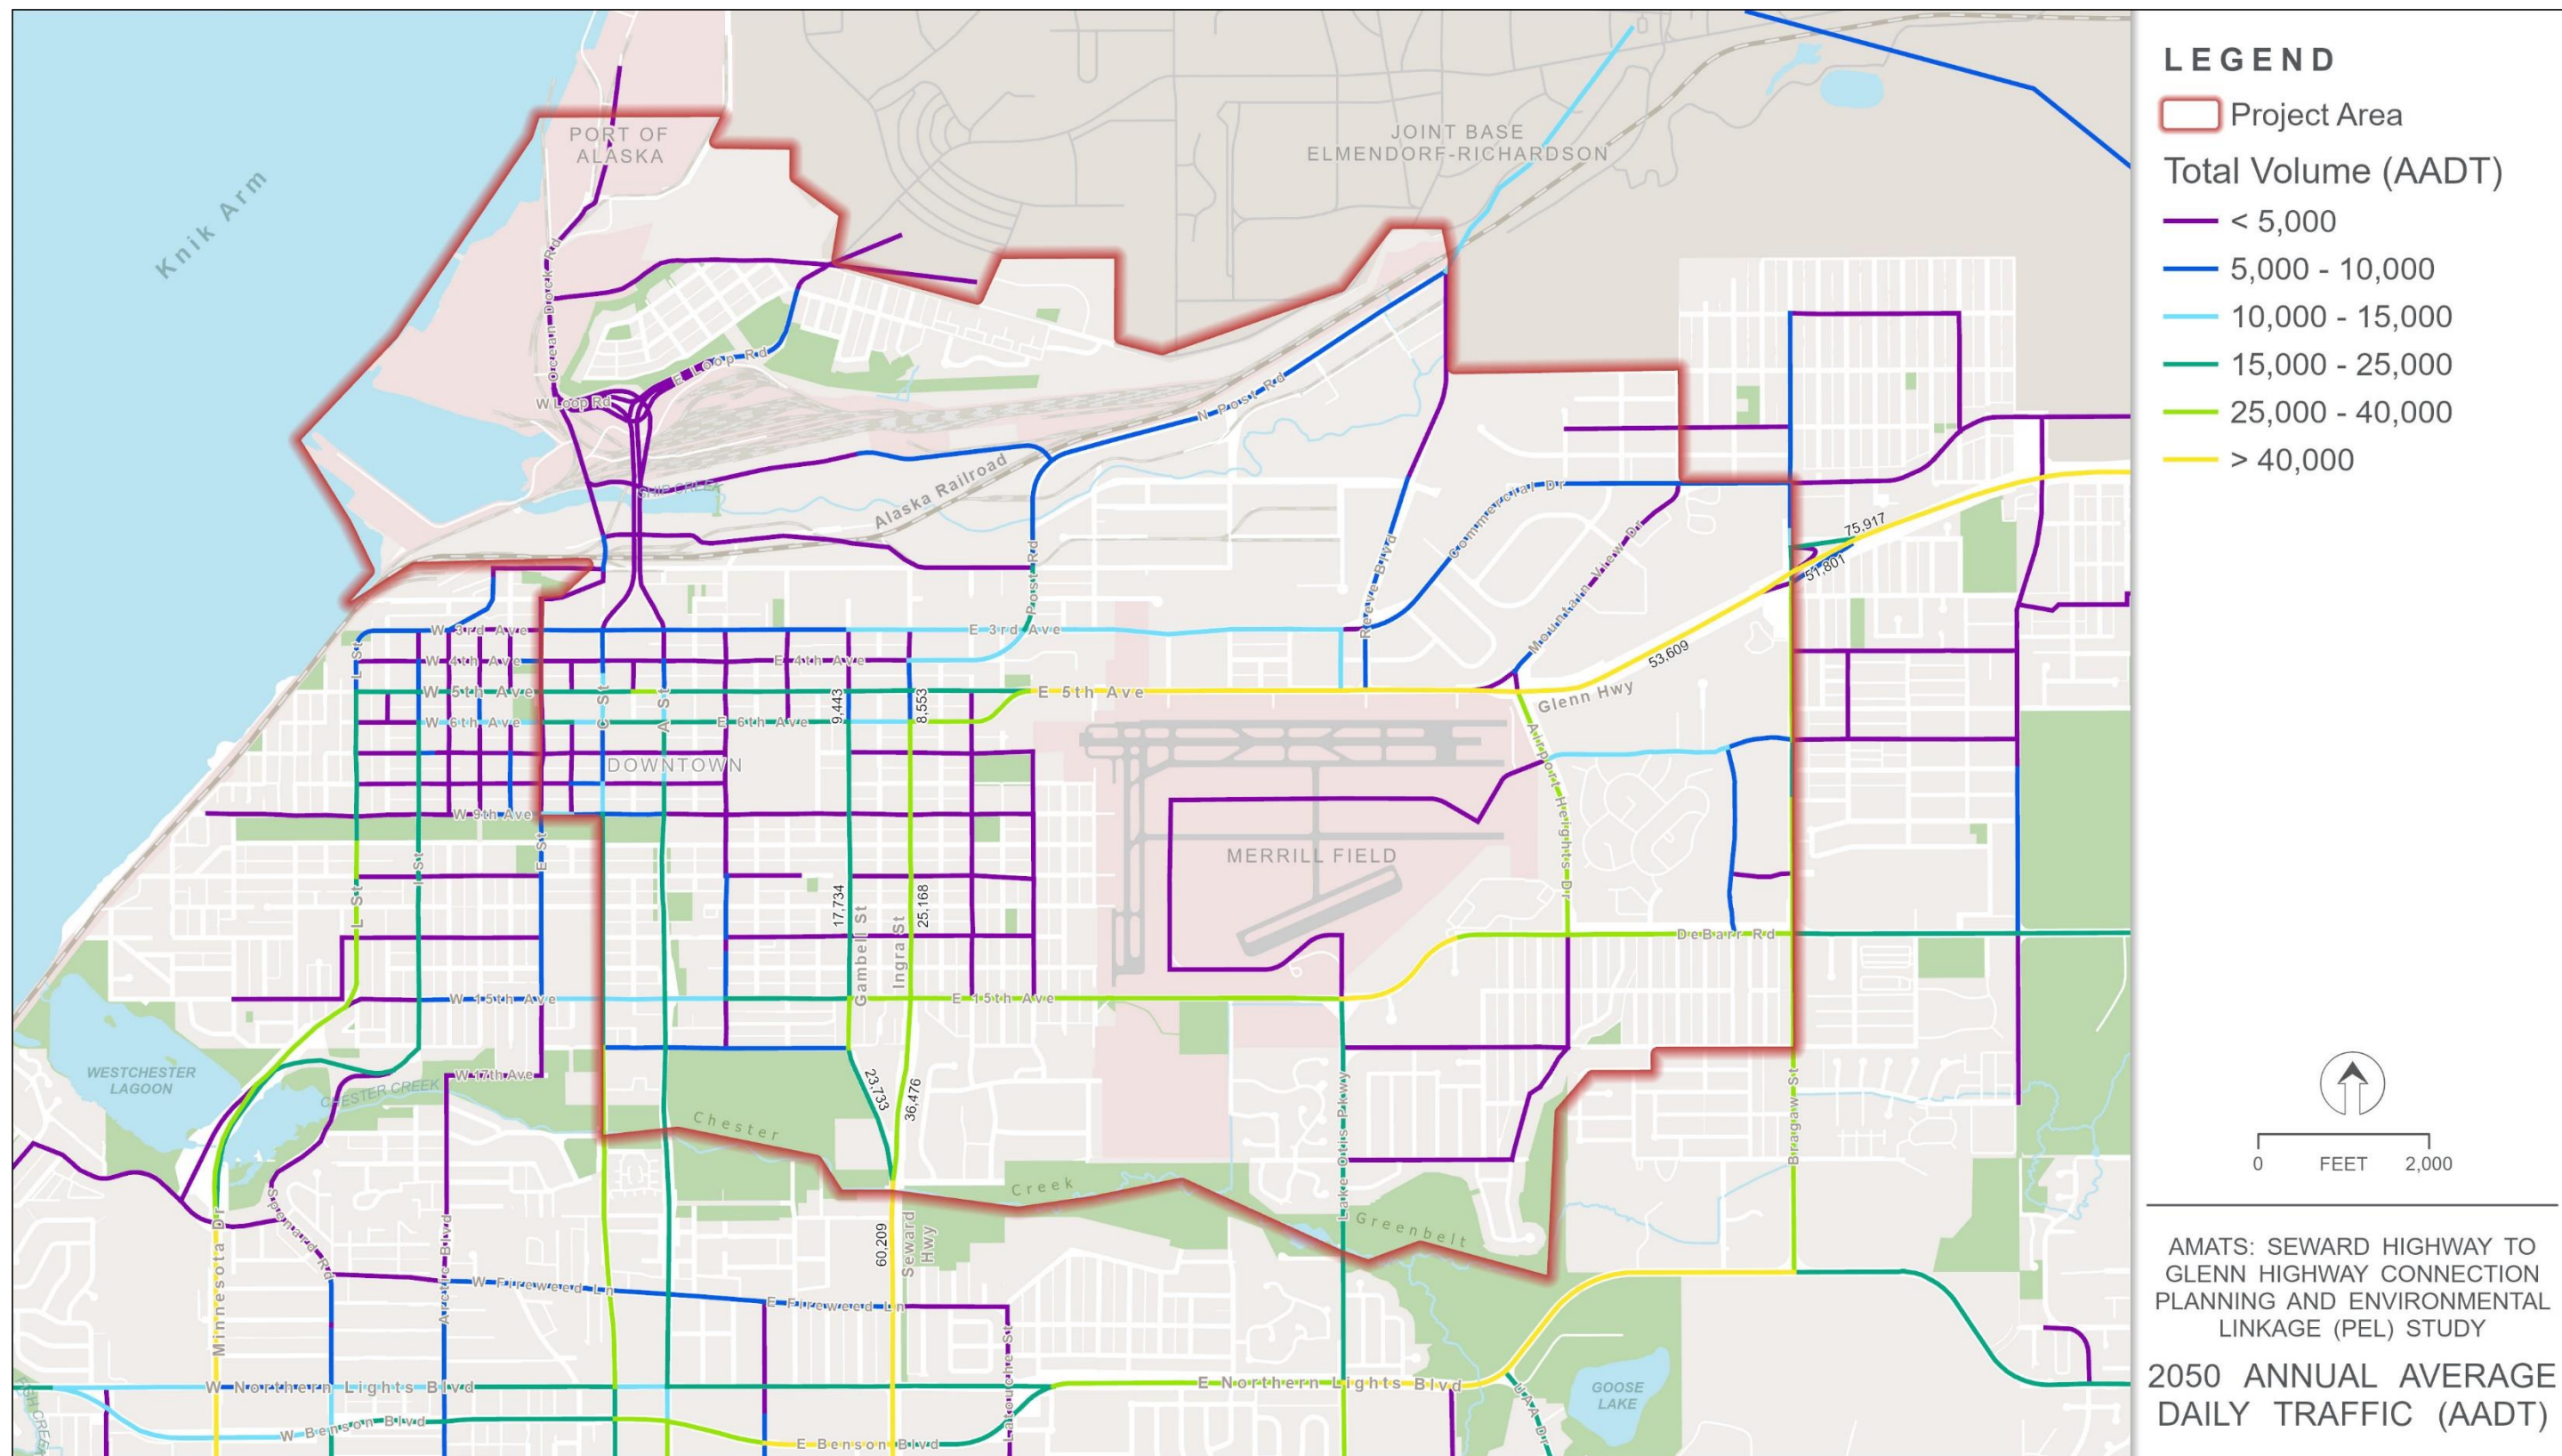 Knik Arm
PORT OF
ALASKA
JOINT BASE
ELMENDORF-RICHARDSON
Ocean Dock Rd
E Loop Rd
W Loop Rd
N Post Rd
SHIP CREEK
Alaska Railroad
Post Rd
Reeve Blvd
Commercial Dr
Mountain View Dr
75,917
51,801
53,609
Glenn Hwy
L St
W 3rd Ave
E 3rd Ave
W 4th Ave
E 4th Ave
W 5th Ave
E 5th Ave
W 6th Ave
E 6th Ave
C St
A St
9,443
8,553
DOWNTOWN
Airport Heights Dr
W 9th Ave
E St
I St
L St
MERRILL FIELD
17,734
25,168
Gambell St
Ingra St
DeBarr Rd
W 15th Ave
E 15th Ave
WESTCHESTER
LAGOON
CHESTER CREEK
W 17th Ave
23,733
36,476
Chester
Creek
Greenbelt
Lake Otis Pkwy
Bragaw St
Minnesota Dr
Spenard Rd
Arctic Blvd
60,209
Seward
Hwy
W Fireweed Ln
E Fireweed Ln
Latouche St
W Northern Lights Blvd
E Northern Lights Blvd
W Benson Blvd
E Benson Blvd
FISH CREEK
UAA Dr
GOOSE
LAKE
LEGEND
Project Area
Total Volume (AADT)
< 5,000
5,000 - 10,000
10,000 - 15,000
15,000 - 25,000
25,000 - 40,000
> 40,000
0 FEET 2,000
AMATS: SEWARD HIGHWAY TO
GLENN HIGHWAY CONNECTION
PLANNING AND ENVIRONMENTAL
LINKAGE (PEL) STUDY
2050 ANNUAL AVERAGE
DAILY TRAFFIC (AADT)